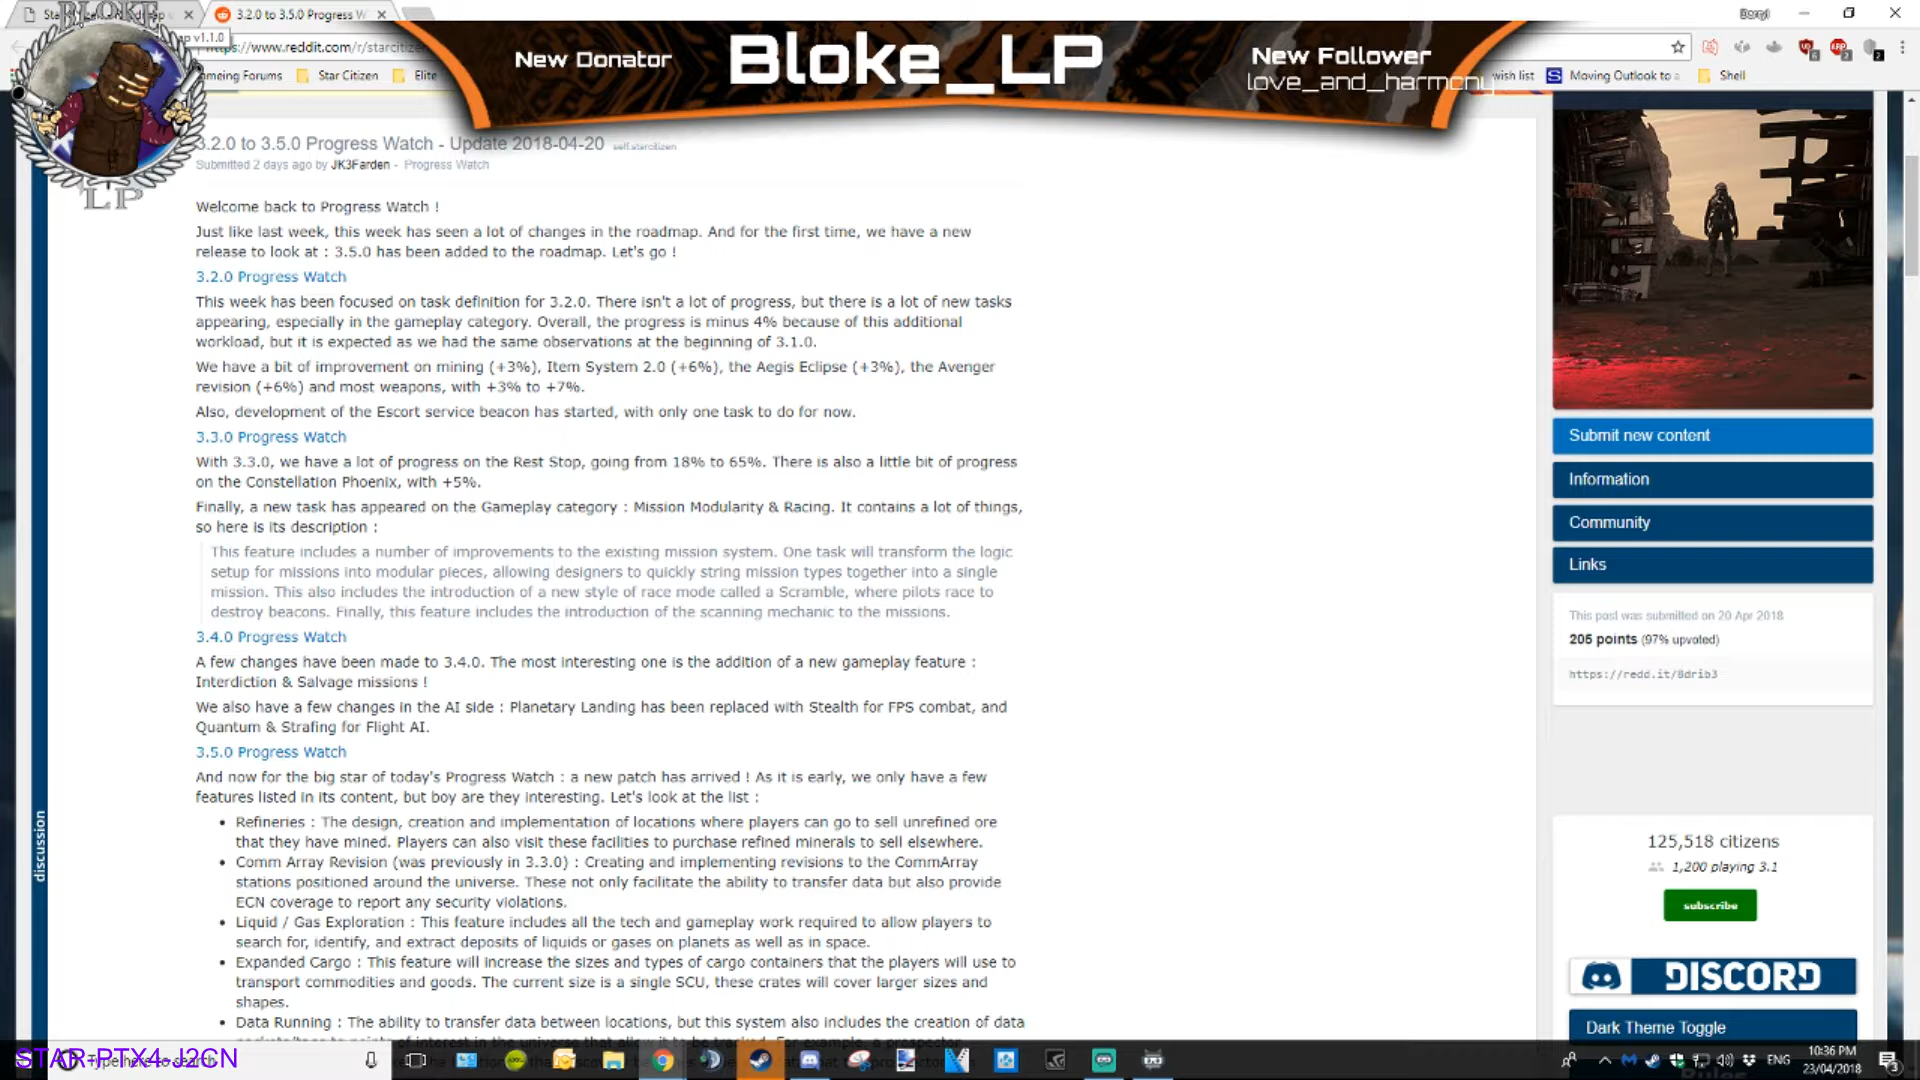 BLOKE
LP
3.2.0 to 3.5.0 Progress W
Beryl
v1.1.0
https://www.reddit.com/r/starcitize
Forums
Star Citizen
Elite
wish list
Moving Outlook to a
Shell
New Donator
Bloke_LP
New Follower
love_and_harmony
3.2.0 to 3.5.0 Progress Watch - Update 2018-04-20 self.starcitizen
Submitted 2 days ago by JK3Farden - Progress Watch
Welcome back to Progress Watch !
Just like last week, this week has seen a lot of changes in the roadmap. And for the first time, we have a new
release to look at : 3.5.0 has been added to the roadmap. Let's go !
3.2.0 Progress Watch
This week has been focused on task definition for 3.2.0. There isn't a lot of progress, but there is a lot of new tasks
appearing, especially in the gameplay category. Overall, the progress is minus 4% because of this additional
workload, but it is expected as we had the same observations at the beginning of 3.1.0.
We have a bit of improvement on mining (+3%), Item System 2.0 (+6%), the Aegis Eclipse (+3%), the Avenger
revision (+6%) and most weapons, with +3% to +7%.
Also, development of the Escort service beacon has started, with only one task to do for now.
3.3.0 Progress Watch
With 3.3.0, we have a lot of progress on the Rest Stop, going from 18% to 65%. There is also a little bit of progress
on the Constellation Phoenix, with +5%.
Finally, a new task has appeared on the Gameplay category : Mission Modularity & Racing. It contains a lot of things,
so here is its description :
This feature includes a number of improvements to the existing mission system. One task will transform the logic
setup for missions into modular pieces, allowing designers to quickly string mission types together into a single
mission. This also includes the introduction of a new style of race mode called a Scramble, where pilots race to
destroy beacons. Finally, this feature includes the introduction of the scanning mechanic to the missions.
3.4.0 Progress Watch
A few changes have been made to 3.4.0. The most interesting one is the addition of a new gameplay feature :
Interdiction & Salvage missions !
We also have a few changes in the AI side : Planetary Landing has been replaced with Stealth for FPS combat, and
Quantum & Strafing for Flight AI.
3.5.0 Progress Watch
And now for the big star of today's Progress Watch : a new patch has arrived ! As it is early, we only have a few
features listed in its content, but boy are they interesting. Let's look at the list :
• Refineries : The design, creation and implementation of locations where players can go to sell unrefined ore
that they have mined. Players can also visit these facilities to purchase refined minerals to sell elsewhere.
• Comm Array Revision (was previously in 3.3.0) : Creating and implementing revisions to the CommArray
stations positioned around the universe. These not only facilitate the ability to transfer data but also provide
ECN coverage to report any security violations.
• Liquid / Gas Exploration : This feature includes all the tech and gameplay work required to allow players to
search for, identify, and extract deposits of liquids or gases on planets as well as in space.
• Expanded Cargo : This feature will increase the sizes and types of cargo containers that the players will use to
transport commodities and goods. The current size is a single SCU, these crates will cover larger sizes and
shapes.
• Data Running : The ability to transfer data between locations, but this system also includes the creation of data
discussion
Submit new content
Information
Community
Links
This post was submitted on 20 Apr 2018
205 points (97% upvoted)
https://redd.it/8drib3
125,518 citizens
1,200 playing 3.1
subscribe
DISCORD
Dark Theme Toggle
STAR-PTX4-J2CN
Type here to search
ENG
10:36 PM
23/04/2018
3